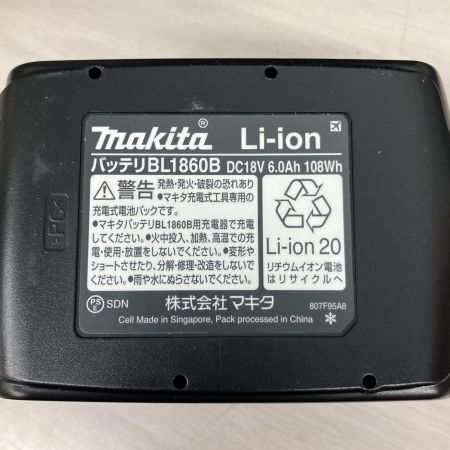 makita® Li-ion
バッテリBL1860B DC18V 6.0Ah 108Wh
警告 発熱・発火・破裂の恐れあり
●マキタ充電式工具専用の
充電式電池パックです。
●マキタバッテリBL1860B用充電器で充電
してください。●火中投入、加熱、高温での充
電・使用・放置をしないでください。●変形や
ショートさせたり、分解・修理・改造をしないで
ください。●雨や水にぬらさないでください。
Li-ion 20
リチウムイオン電池
はリサイクルへ
PS E SDN 株式会社マキタ 807F95A8
Cell Made in Singapore, Pack processed in China
>PC<